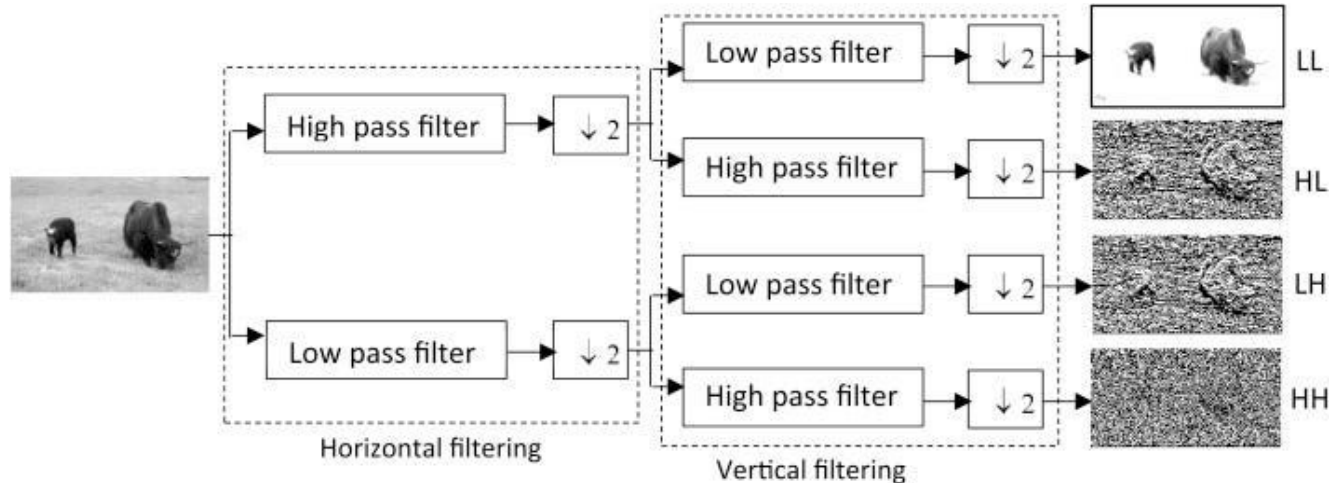 Low pass filter
↓ 2
LL
High pass filter
↓ 2
High pass filter
↓ 2
HL
Low pass filter
↓ 2
LH
Low pass filter
↓ 2
High pass filter
↓ 2
HH
Horizontal filtering
Vertical filtering